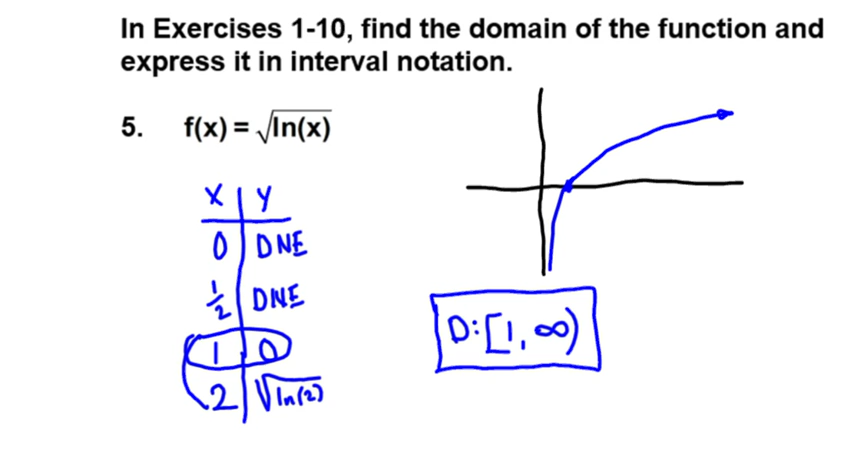 In Exercises 1-10, find the domain of the function and
express it in interval notation.
5. f(x) = √ln(x)
X Y
0 DNE
1/2 DNE
1 0
2 √ln(2)
D: [1, ∞)